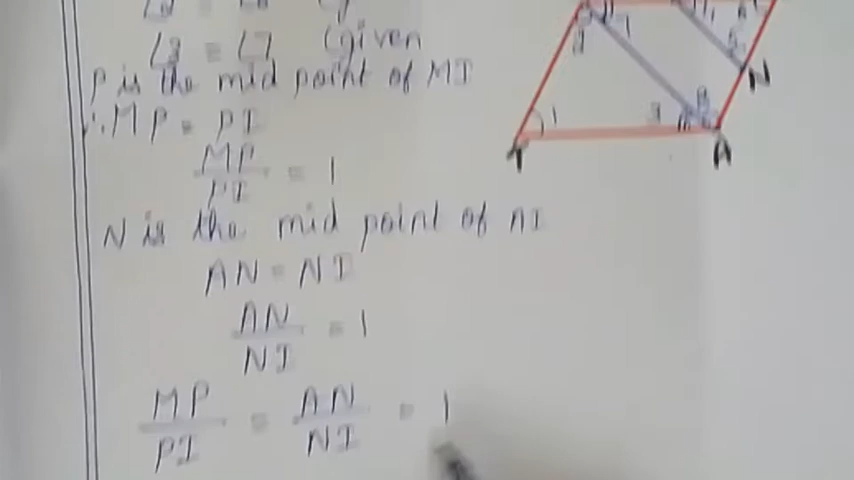 ∠3 = ∠7 (given
P is the mid point of MI
∴ MP = PI
MP/PI = 1
N is the mid point of AI
AN = NI
AN/NI = 1
MP/PI = AN/NI = 1
N
T
A